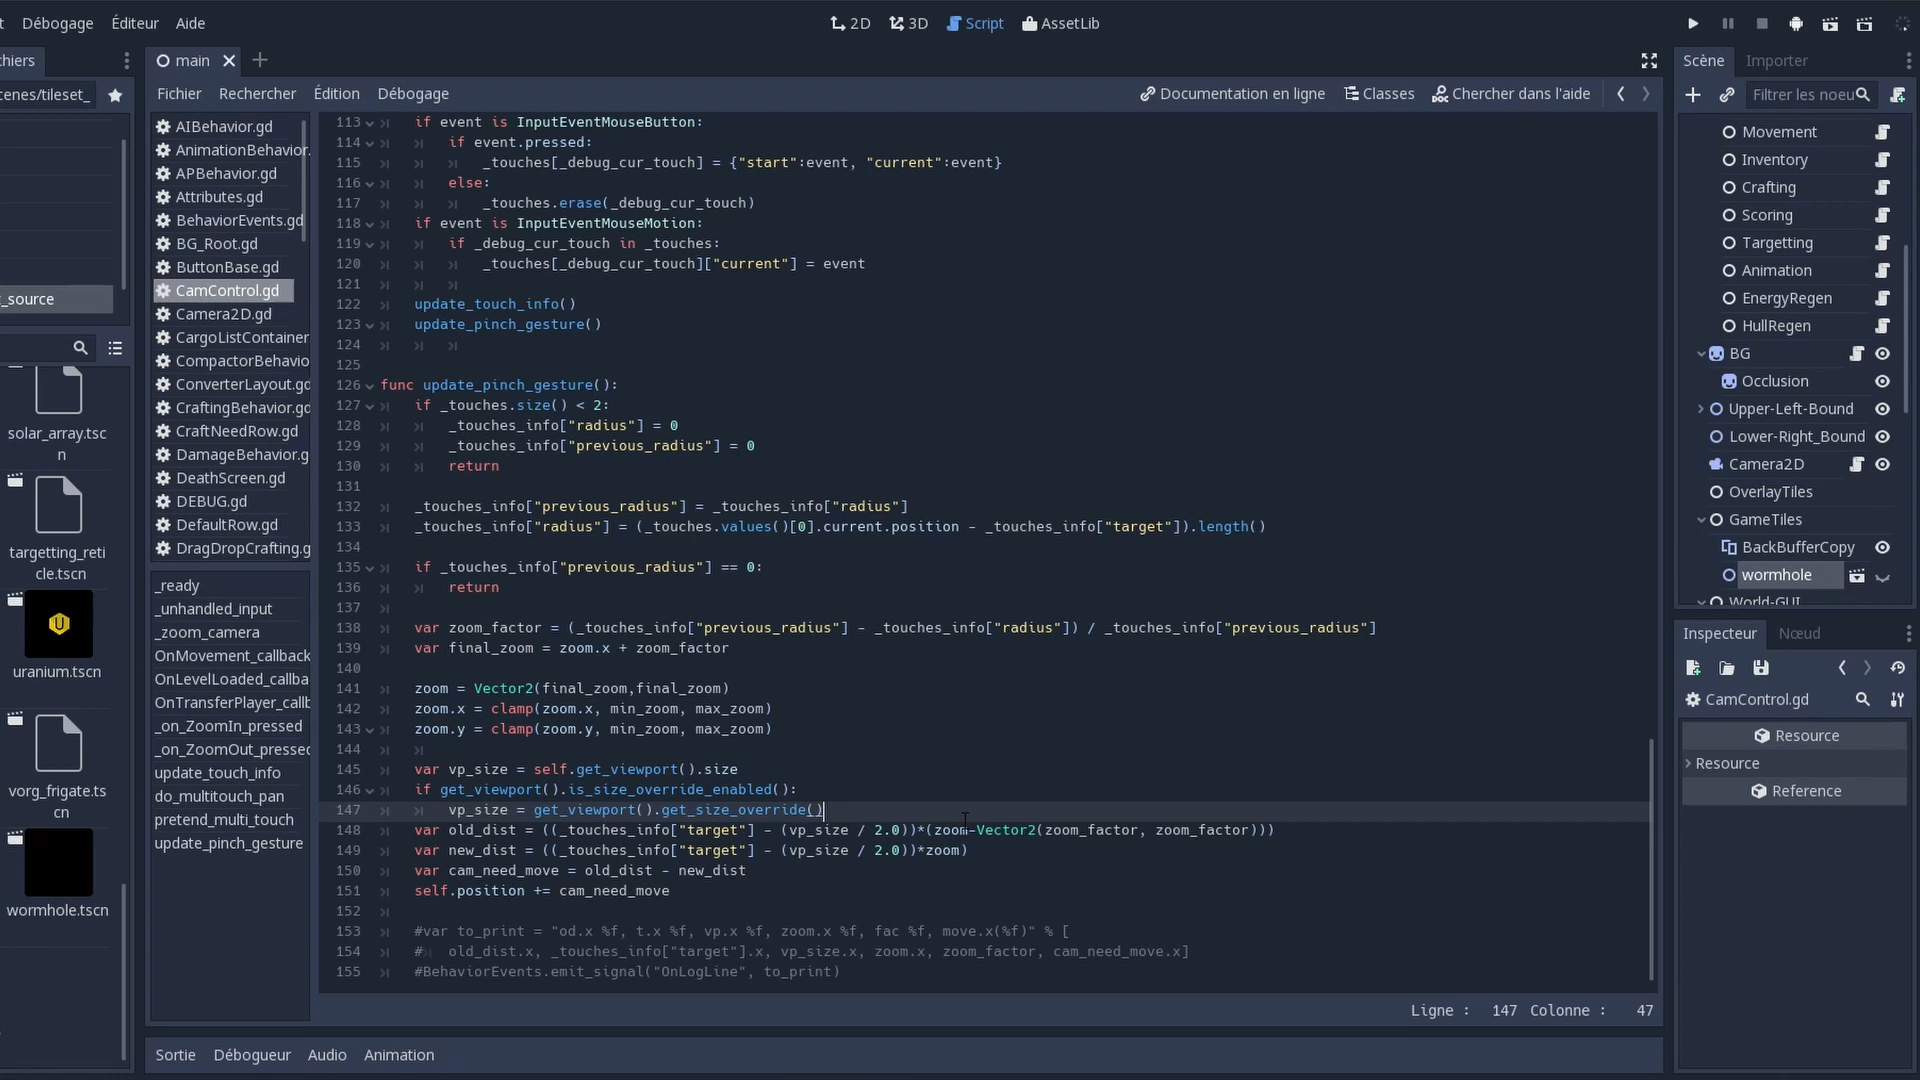 t Débogage Éditeur Aide
2D 3D Script AssetLib
chiers
main
cenes/tileset_
Fichier Rechercher Édition Débogage
Documentation en ligne Classes Chercher dans l'aide
_source
solar_array.tsc
n
targetting_reti
cle.tscn
uranium.tscn
vorg_frigate.ts
cn
wormhole.tscn
AIBehavior.gd
AnimationBehavior.
APBehavior.gd
Attributes.gd
BehaviorEvents.gd
BG_Root.gd
ButtonBase.gd
CamControl.gd
Camera2D.gd
CargoListContainer
CompactorBehavio
ConverterLayout.gd
CraftingBehavior.gd
CraftNeedRow.gd
DamageBehavior.g
DeathScreen.gd
DEBUG.gd
DefaultRow.gd
DragDropCrafting.g
_ready
_unhandled_input
_zoom_camera
OnMovement_callback
OnLevelLoaded_callba
OnTransferPlayer_callb
_on_ZoomIn_pressed
_on_ZoomOut_pressed
update_touch_info
do_multitouch_pan
pretend_multi_touch
update_pinch_gesture
113 if event is InputEventMouseButton:
114 if event.pressed:
115 _touches[_debug_cur_touch] = {"start":event, "current":event}
116 else:
117 _touches.erase(_debug_cur_touch)
118 if event is InputEventMouseMotion:
119 if _debug_cur_touch in _touches:
120 _touches[_debug_cur_touch]["current"] = event
121
122 update_touch_info()
123 update_pinch_gesture()
124
125
126 func update_pinch_gesture():
127 if _touches.size() < 2:
128 _touches_info["radius"] = 0
129 _touches_info["previous_radius"] = 0
130 return
131
132 _touches_info["previous_radius"] = _touches_info["radius"]
133 _touches_info["radius"] = (_touches.values()[0].current.position - _touches_info["target"]).length()
134
135 if _touches_info["previous_radius"] == 0:
136 return
137
138 var zoom_factor = (_touches_info["previous_radius"] - _touches_info["radius"]) / _touches_info["previous_radius"]
139 var final_zoom = zoom.x + zoom_factor
140
141 zoom = Vector2(final_zoom,final_zoom)
142 zoom.x = clamp(zoom.x, min_zoom, max_zoom)
143 zoom.y = clamp(zoom.y, min_zoom, max_zoom)
144
145 var vp_size = self.get_viewport().size
146 if get_viewport().is_size_override_enabled():
147 vp_size = get_viewport().get_size_override()
148 var old_dist = ((_touches_info["target"] - (vp_size / 2.0))*(zoom-Vector2(zoom_factor, zoom_factor)))
149 var new_dist = ((_touches_info["target"] - (vp_size / 2.0))*zoom)
150 var cam_need_move = old_dist - new_dist
151 self.position += cam_need_move
152
153 #var to_print = "od.x %f, t.x %f, vp.x %f, zoom.x %f, fac %f, move.x(%f)" % [
154 # old_dist.x, _touches_info["target"].x, vp_size.x, zoom.x, zoom_factor, cam_need_move.x]
155 #BehaviorEvents.emit_signal("OnLogLine", to_print)
Ligne : 147 Colonne : 47
Sortie Débogueur Audio Animation
Scène Importer
Filtrer les noeu
Movement
Inventory
Crafting
Scoring
Targetting
Animation
EnergyRegen
HullRegen
BG
Occlusion
Upper-Left-Bound
Lower-Right_Bound
Camera2D
OverlayTiles
GameTiles
BackBufferCopy
wormhole
World-GUI
Inspecteur Nœud
CamControl.gd
Resource
Resource
Reference